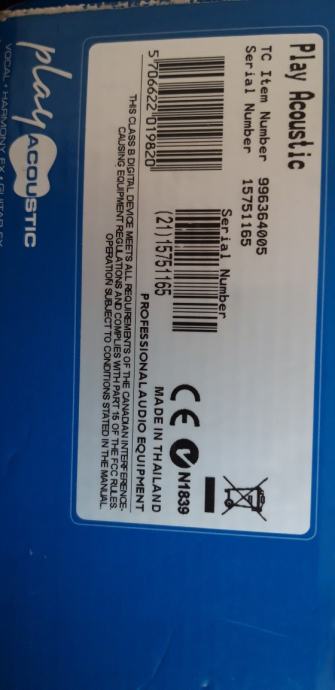 Play Acoustic
TC Item Number 996364005
Serial Number 15751165
Serial Number
5 706622 019820
(21)15751165
CE N1839
MADE IN THAILAND
PROFESSIONAL AUDIO EQUIPMENT
THIS CLASS B DIGITAL DEVICE MEETS ALL REQUIREMENTS OF THE CANADIAN INTERFERENCE-
CAUSING EQUIPMENT REGULATIONS AND COMPLIES WITH PART 15 OF THE FCC RULES.
OPERATION SUBJECT TO CONDITIONS STATED IN THE MANUAL.
play ACOUSTIC
VOCAL + HARMONY FX + GUITAR FX